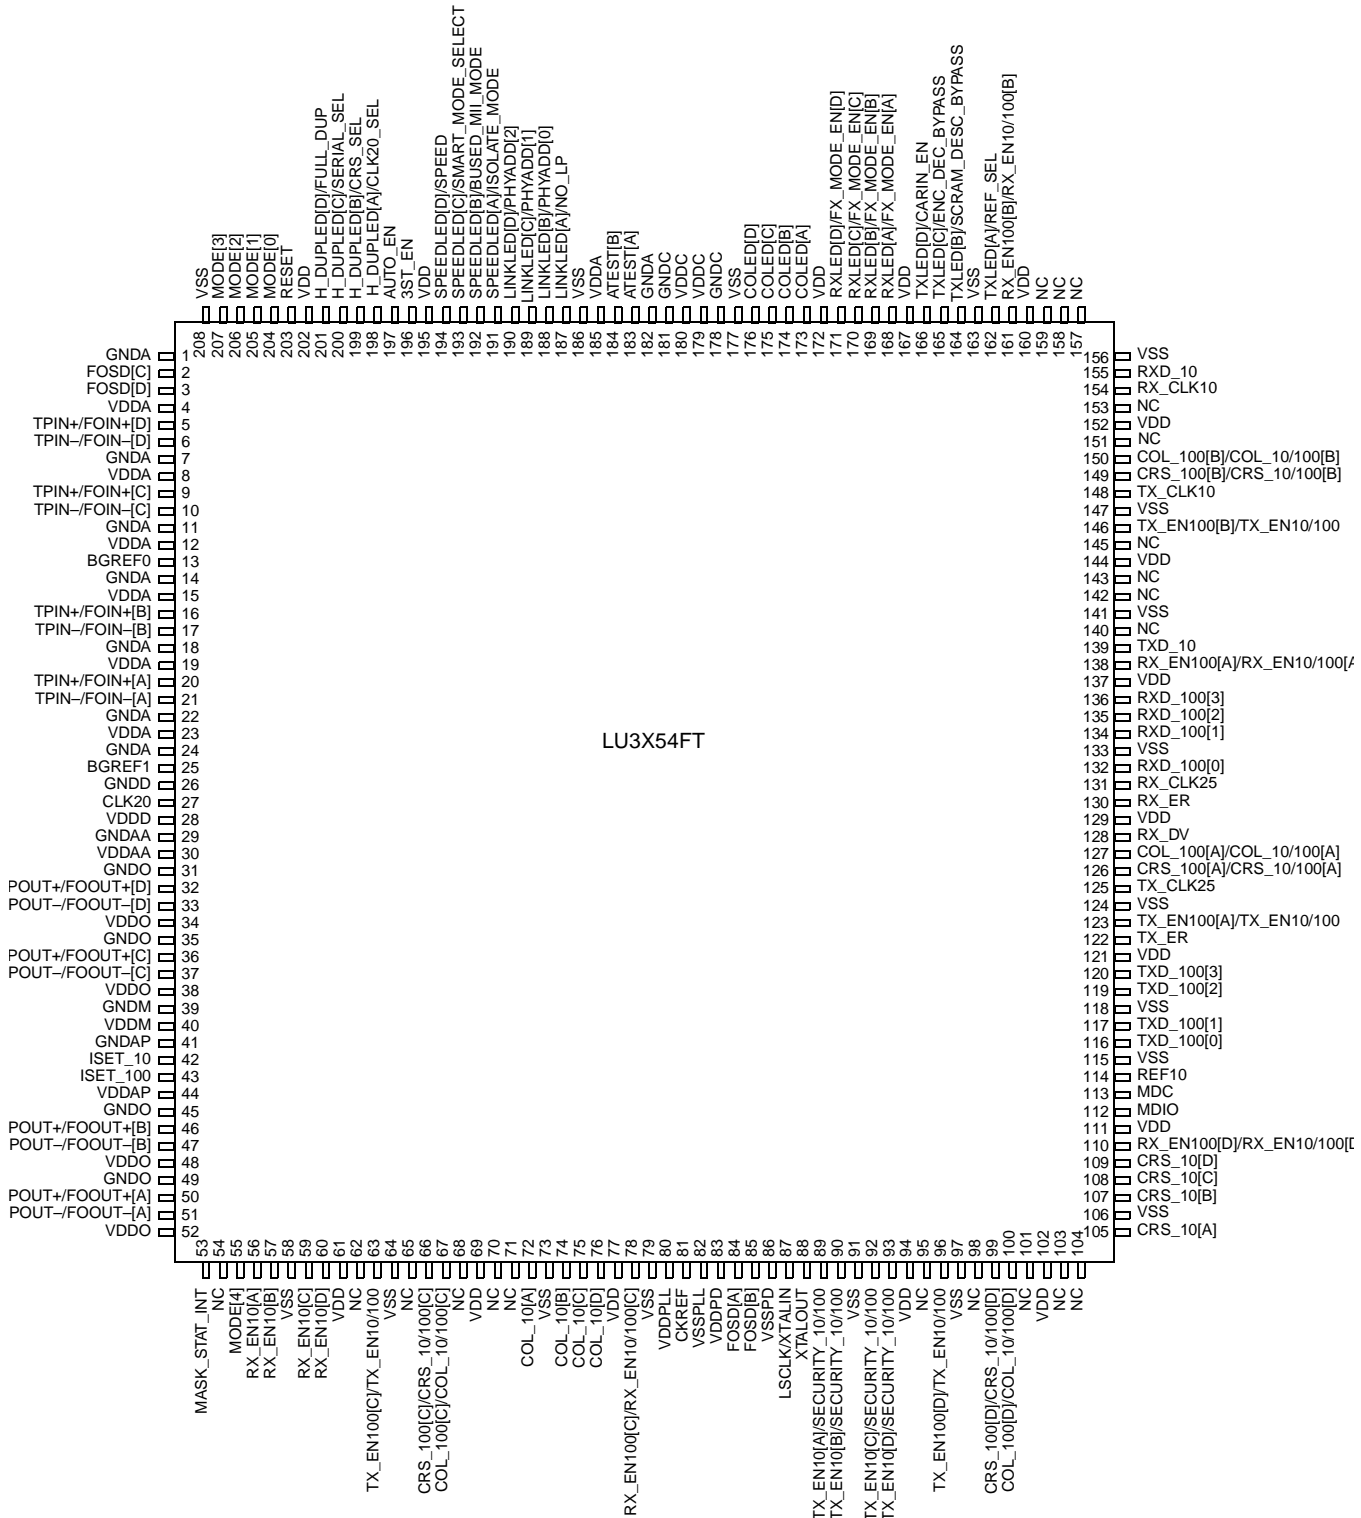 VSS
MODE[3]
MODE[2]
MODE[1]
MODE[0]
RESET
VDD
H_DUPLED[D]/FULL_DUP
H_DUPLED[C]/SERIAL_SEL
H_DUPLED[B]/CRS_SEL
H_DUPLED[A]/CLK20_SEL
AUTO_EN
3ST_EN
VDD
SPEEDLED[D]/SPEED
SPEEDLED[C]/SMART_MODE_SELECT
SPEEDLED[B]/BUSED_MII_MODE
SPEEDLED[A]/ISOLATE_MODE
LINKLED[D]/PHYADD[2]
LINKLED[C]/PHYADD[1]
LINKLED[B]/PHYADD[0]
LINKLED[A]/NO_LP
VSS
VDDA
ATEST[B]
ATEST[A]
GNDA
GNDC
VDDC
VDDC
GNDC
VSS
COLED[D]
COLED[C]
COLED[B]
COLED[A]
VDD
RXLED[D]/FX_MODE_EN[D]
RXLED[C]/FX_MODE_EN[C]
RXLED[B]/FX_MODE_EN[B]
RXLED[A]/FX_MODE_EN[A]
VDD
TXLED[D]/CARIN_EN
TXLED[C]/ENC_DEC_BYPASS
TXLED[B]/SCRAM_DESC_BYPASS
VSS
TXLED[A]/REF_SEL
RX_EN100[B]/RX_EN10/100[B]
VDD
NC
NC
NC
208 207 206 205 204 203 202 201 200 199 198 197 196 195 194 193 192 191 190 189 188 187 186 185 184 183 182 181 180 179 178 177 176 175 174 173 172 171 170 169 168 167 166 165 164 163 162 161 160 159 158 157
GNDA 1
FOSD[C] 2
FOSD[D] 3
VDDA 4
TPIN+/FOIN+[D] 5
TPIN–/FOIN–[D] 6
GNDA 7
VDDA 8
TPIN+/FOIN+[C] 9
TPIN–/FOIN–[C] 10
GNDA 11
VDDA 12
BGREF0 13
GNDA 14
VDDA 15
TPIN+/FOIN+[B] 16
TPIN–/FOIN–[B] 17
GNDA 18
VDDA 19
TPIN+/FOIN+[A] 20
TPIN–/FOIN–[A] 21
GNDA 22
VDDA 23
GNDA 24
BGREF1 25
GNDD 26
CLK20 27
VDDD 28
GNDAA 29
VDDAA 30
GNDO 31
POUT+/FOOUT+[D] 32
POUT–/FOOUT–[D] 33
VDDO 34
GNDO 35
POUT+/FOOUT+[C] 36
POUT–/FOOUT–[C] 37
VDDO 38
GNDM 39
VDDM 40
GNDAP 41
ISET_10 42
ISET_100 43
VDDAP 44
GNDO 45
POUT+/FOOUT+[B] 46
POUT–/FOOUT–[B] 47
VDDO 48
GNDO 49
POUT+/FOOUT+[A] 50
POUT–/FOOUT–[A] 51
VDDO 52
LU3X54FT
156 VSS
155 RXD_10
154 RX_CLK10
153 NC
152 VDD
151 NC
150 COL_100[B]/COL_10/100[B]
149 CRS_100[B]/CRS_10/100[B]
148 TX_CLK10
147 VSS
146 TX_EN100[B]/TX_EN10/100
145 NC
144 VDD
143 NC
142 NC
141 VSS
140 NC
139 TXD_10
138 RX_EN100[A]/RX_EN10/100[A
137 VDD
136 RXD_100[3]
135 RXD_100[2]
134 RXD_100[1]
133 VSS
132 RXD_100[0]
131 RX_CLK25
130 RX_ER
129 VDD
128 RX_DV
127 COL_100[A]/COL_10/100[A]
126 CRS_100[A]/CRS_10/100[A]
125 TX_CLK25
124 VSS
123 TX_EN100[A]/TX_EN10/100
122 TX_ER
121 VDD
120 TXD_100[3]
119 TXD_100[2]
118 VSS
117 TXD_100[1]
116 TXD_100[0]
115 VSS
114 REF10
113 MDC
112 MDIO
111 VDD
110 RX_EN100[D]/RX_EN10/100[D
109 CRS_10[D]
108 CRS_10[C]
107 CRS_10[B]
106 VSS
105 CRS_10[A]
53 54 55 56 57 58 59 60 61 62 63 64 65 66 67 68 69 70 71 72 73 74 75 76 77 78 79 80 81 82 83 84 85 86 87 88 89 90 91 92 93 94 95 96 97 98 99 100 101 102 103 104
MASK_STAT_INT
NC
MODE[4]
RX_EN10[A]
RX_EN10[B]
VSS
RX_EN10[C]
RX_EN10[D]
VDD
NC
TX_EN100[C]/TX_EN10/100
VSS
NC
CRS_100[C]/CRS_10/100[C]
COL_100[C]/COL_10/100[C]
NC
VDD
NC
NC
COL_10[A]
VSS
COL_10[B]
COL_10[C]
COL_10[D]
VDD
RX_EN100[C]/RX_EN10/100[C]
VSS
VDDPLL
CKREF
VSSPLL
VDDPD
FOSD[A]
FOSD[B]
VSSPD
LSCLK/XTALIN
XTALOUT
TX_EN10[A]/SECURITY_10/100
TX_EN10[B]/SECURITY_10/100
VSS
TX_EN10[C]/SECURITY_10/100
TX_EN10[D]/SECURITY_10/100
VDD
NC
TX_EN100[D]/TX_EN10/100
VSS
NC
CRS_100[D]/CRS_10/100[D]
COL_100[D]/COL_10/100[D]
NC
VDD
NC
NC